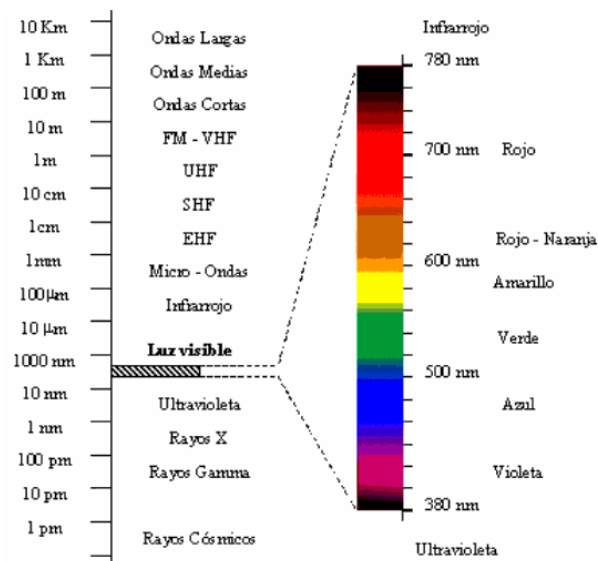 10 Km
1 Km
100 m
10 m
1m
10 cm
1cm
1mm
100µm
10 µm
1000 nm
10 nm
1 nm
100 pm
10 pm
1 pm
Ondas Largas
Ondas Medias
Ondas Cortas
FM - VHF
UHF
SHF
EHF
Micro - Ondas
Infrarrojo
Luz visible
Ultravioleta
Rayos X
Rayos Gamma
Rayos Cósmicos
Infrarrojo
780 nm
700 nm
Rojo
Rojo - Naranja
600 nm
Amarillo
Verde
500 nm
Azul
Violeta
380 nm
Ultravioleta